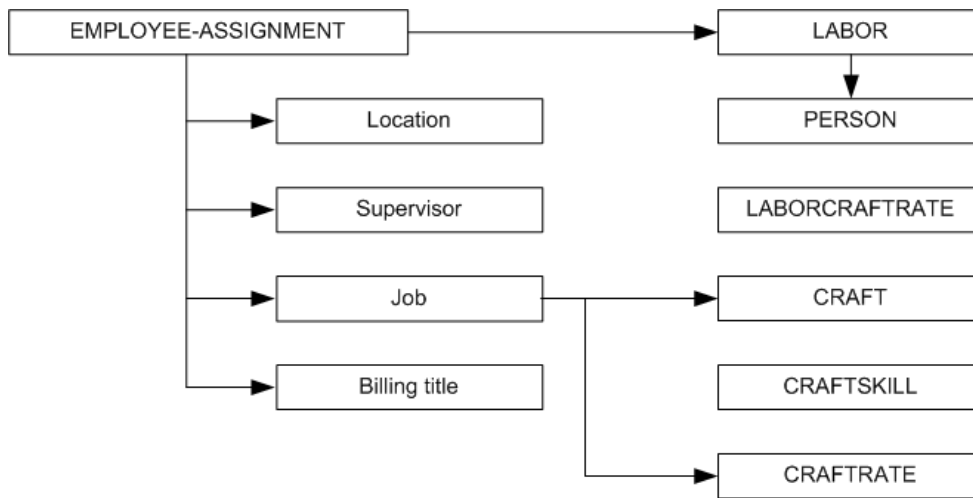 EMPLOYEE-ASSIGNMENT
LABOR
Location
PERSON
Supervisor
LABORCRAFTRATE
Job
CRAFT
Billing title
CRAFTSKILL
CRAFTRATE